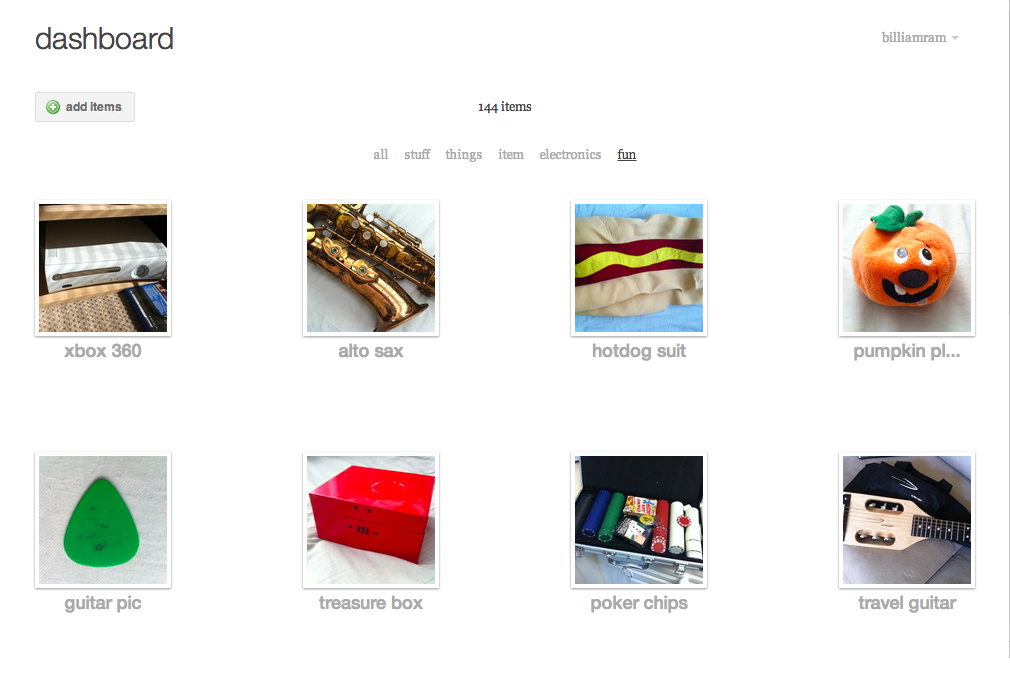 dashboard
billiamram
add items
144 items
all stuff things item electronics fun
xbox 360 alto sax hotdog suit pumpkin pl...
guitar pic treasure box poker chips travel guitar